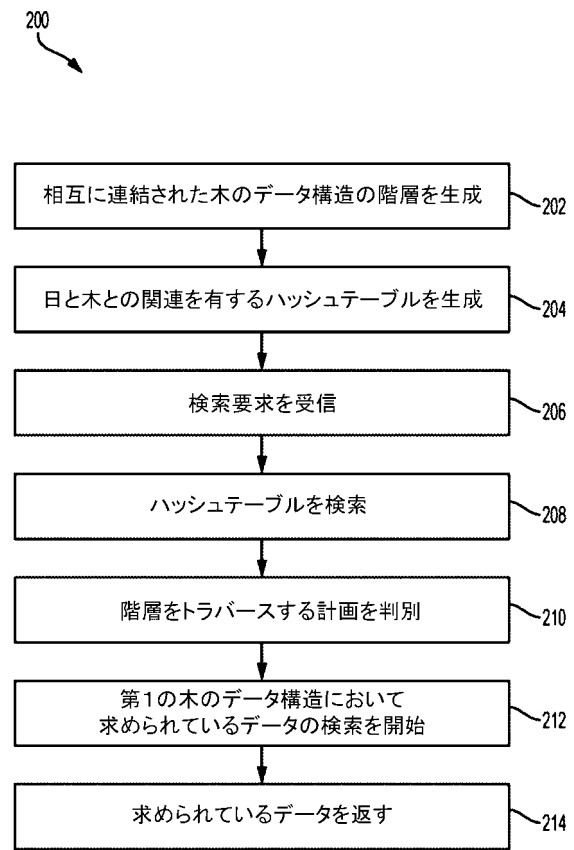 200
相互に連結された木のデータ構造の階層を生成
202
日と木との関連を有するハッシュテーブルを生成
204
検索要求を受信
206
ハッシュテーブルを検索
208
階層をトラバースする計画を判別
210
第1の木のデータ構造において
求められているデータの検索を開始
212
求められているデータを返す
214